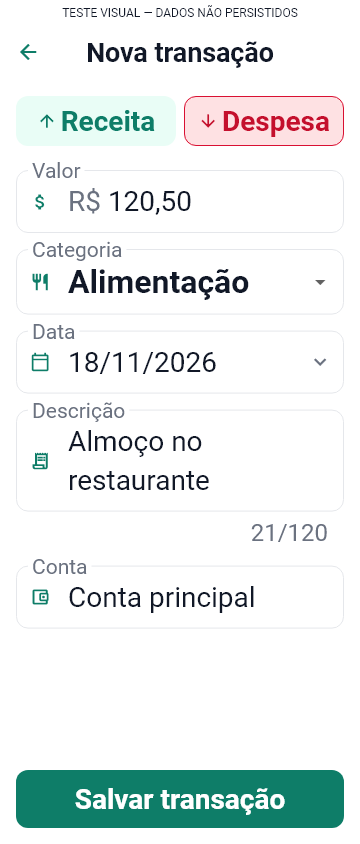 TESTE VISUAL — DADOS NÃO PERSISTIDOS
Nova transação
Receita
Despesa
Valor
R$ 120,50
Categoria
Alimentação
Data
18/11/2026
Descrição
Almoço no
restaurante
21/120
Conta
Conta principal
Salvar transação